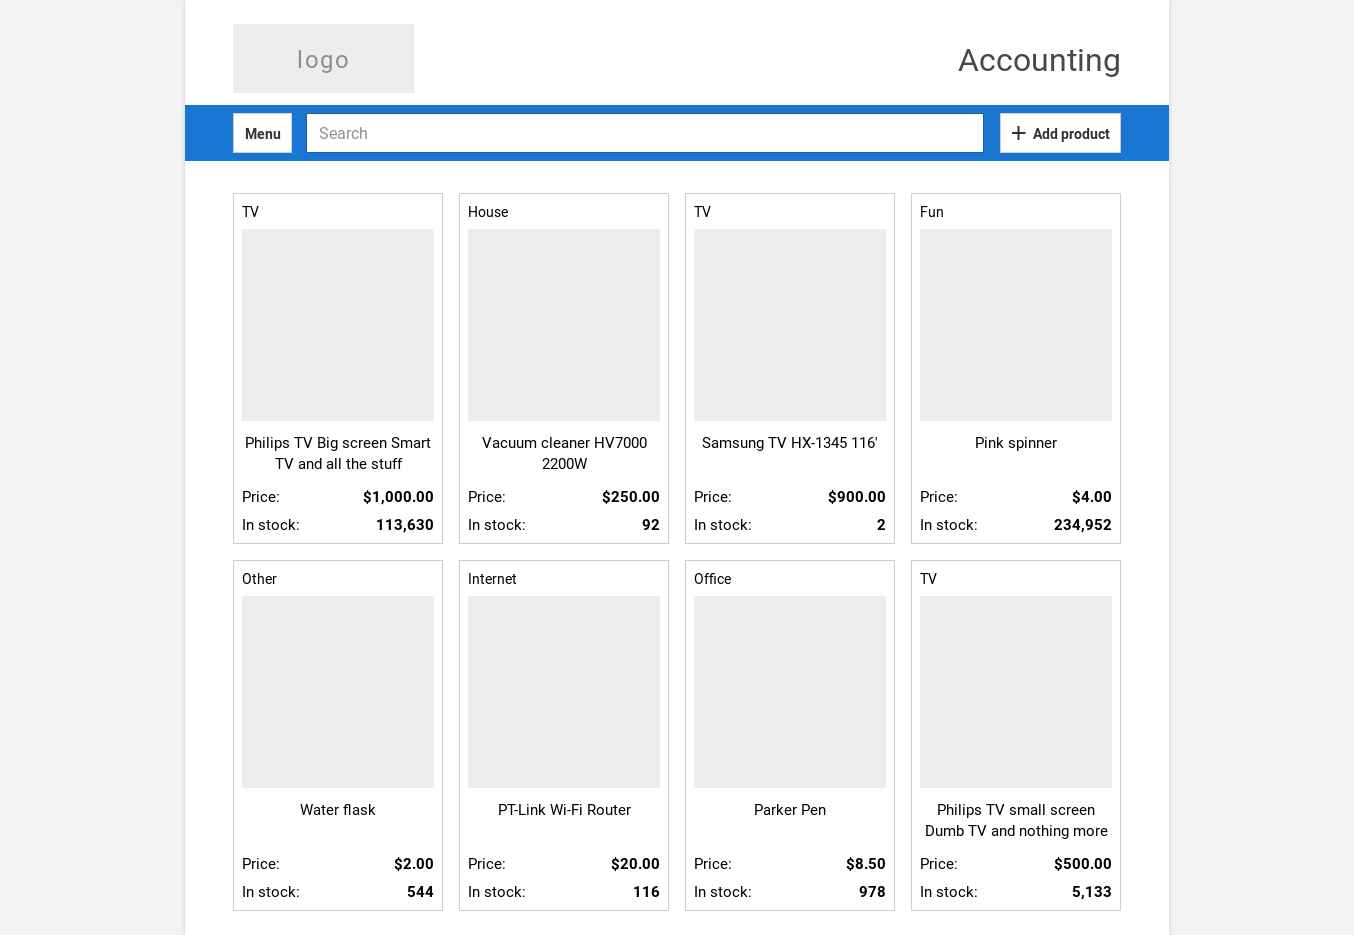 logo
Accounting
Menu
Search
Add product
TV
House
TV
Fun
Philips TV Big screen Smart
TV and all the stuff
Vacuum cleaner HV7000
2200W
Samsung TV HX-1345 116'
Pink spinner
Price: $1,000.00
Price: $250.00
Price: $900.00
Price: $4.00
In stock: 113,630
In stock: 92
In stock: 2
In stock: 234,952
Other
Internet
Office
TV
Water flask
PT-Link Wi-Fi Router
Parker Pen
Philips TV small screen
Dumb TV and nothing more
Price: $2.00
Price: $20.00
Price: $8.50
Price: $500.00
In stock: 544
In stock: 116
In stock: 978
In stock: 5,133